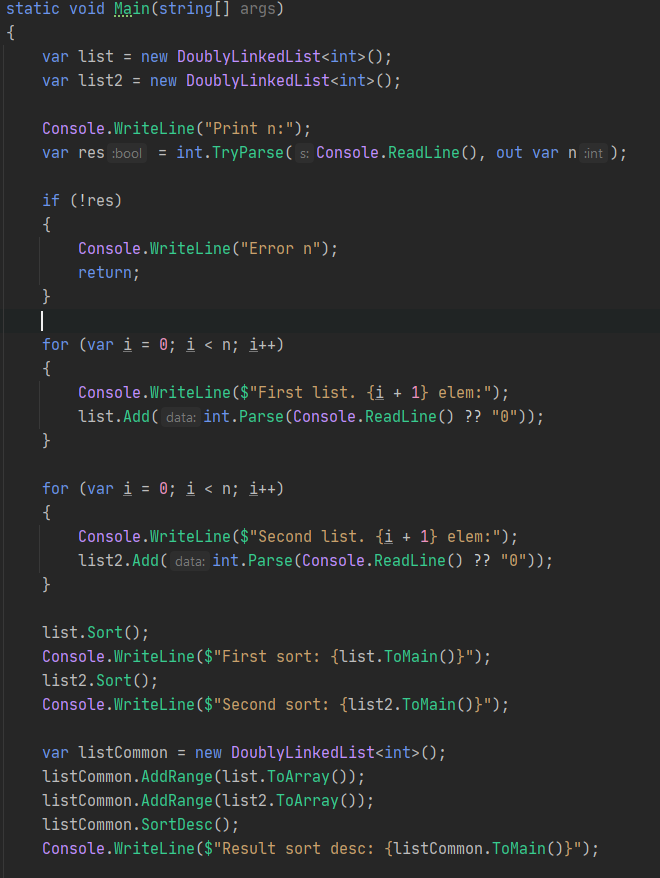 static void Main(string[] args)
{
    var list = new DoublyLinkedList<int>();
    var list2 = new DoublyLinkedList<int>();

    Console.WriteLine("Print n:");
    var res :bool = int.TryParse( s: Console.ReadLine(), out var n :int );

    if (!res)
    {
        Console.WriteLine("Error n");
        return;
    }

    for (var i = 0; i < n; i++)
    {
        Console.WriteLine($"First list. {i + 1} elem:");
        list.Add( data: int.Parse(Console.ReadLine() ?? "0"));
    }

    for (var i = 0; i < n; i++)
    {
        Console.WriteLine($"Second list. {i + 1} elem:");
        list2.Add( data: int.Parse(Console.ReadLine() ?? "0"));
    }

    list.Sort();
    Console.WriteLine($"First sort: {list.ToMain()}");
    list2.Sort();
    Console.WriteLine($"Second sort: {list2.ToMain()}");

    var listCommon = new DoublyLinkedList<int>();
    listCommon.AddRange(list.ToArray());
    listCommon.AddRange(list2.ToArray());
    listCommon.SortDesc();
    Console.WriteLine($"Result sort desc: {listCommon.ToMain()}");